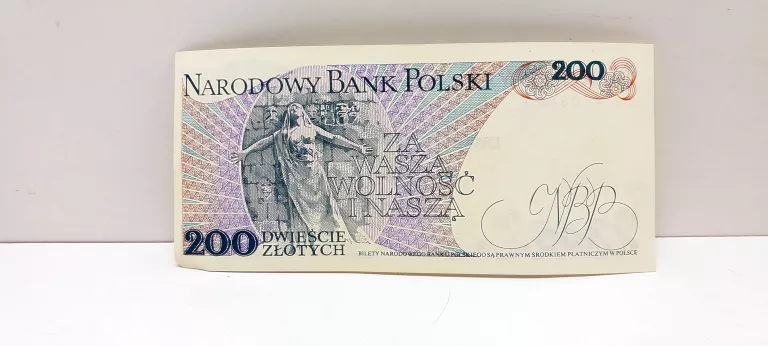 NARODOWY BANK POLSKI
200
ZA
WASZĄ
WOLNOŚĆ
I NASZĄ
NBP
200 DWIEŚCIE
ZŁOTYCH
BILETY NARODOWEGO BANKU POLSKIEGO SĄ PRAWNYM ŚRODKIEM PŁATNICZYM W POLSCE